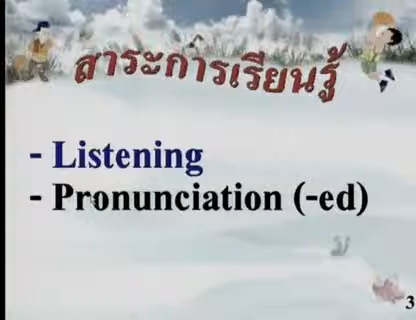 สาระการเรียนรู้
- Listening
- Pronunciation (-ed)
3